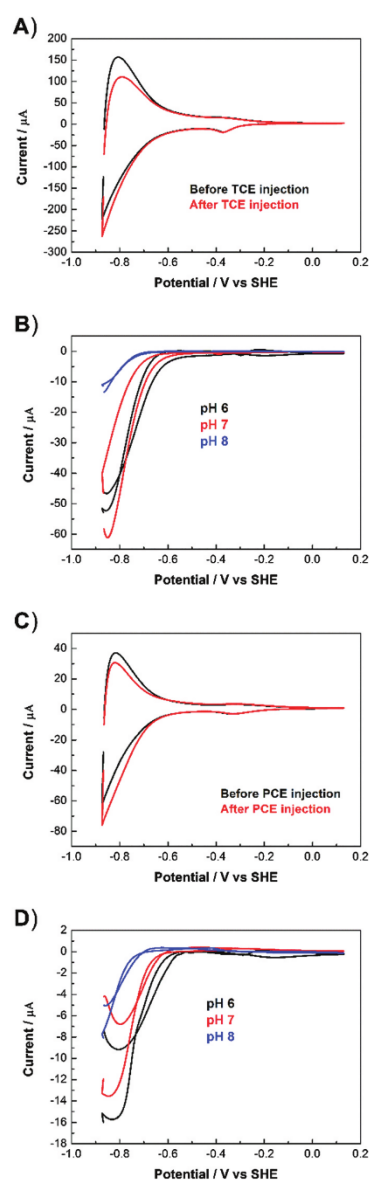 A)
200
150
100
50
0
-50
-100
-150
-200
-250
-300
Current / µA
Before TCE injection
After TCE injection
-1.0 -0.8 -0.6 -0.4 -0.2 0.0 0.2
Potential / V vs SHE
B)
0
-10
-20
-30
-40
-50
-60
Current / µA
pH 6
pH 7
pH 8
-1.0 -0.8 -0.6 -0.4 -0.2 0.0 0.2
Potential / V vs SHE
C)
40
20
0
-20
-40
-60
-80
Current / µA
Before PCE injection
After PCE injection
-1.0 -0.8 -0.6 -0.4 -0.2 0.0 0.2
Potential / V vs SHE
D)
2
0
-2
-4
-6
-8
-10
-12
-14
-16
-18
Current / µA
pH 6
pH 7
pH 8
-1.0 -0.8 -0.6 -0.4 -0.2 0.0 0.2
Potential / V vs SHE